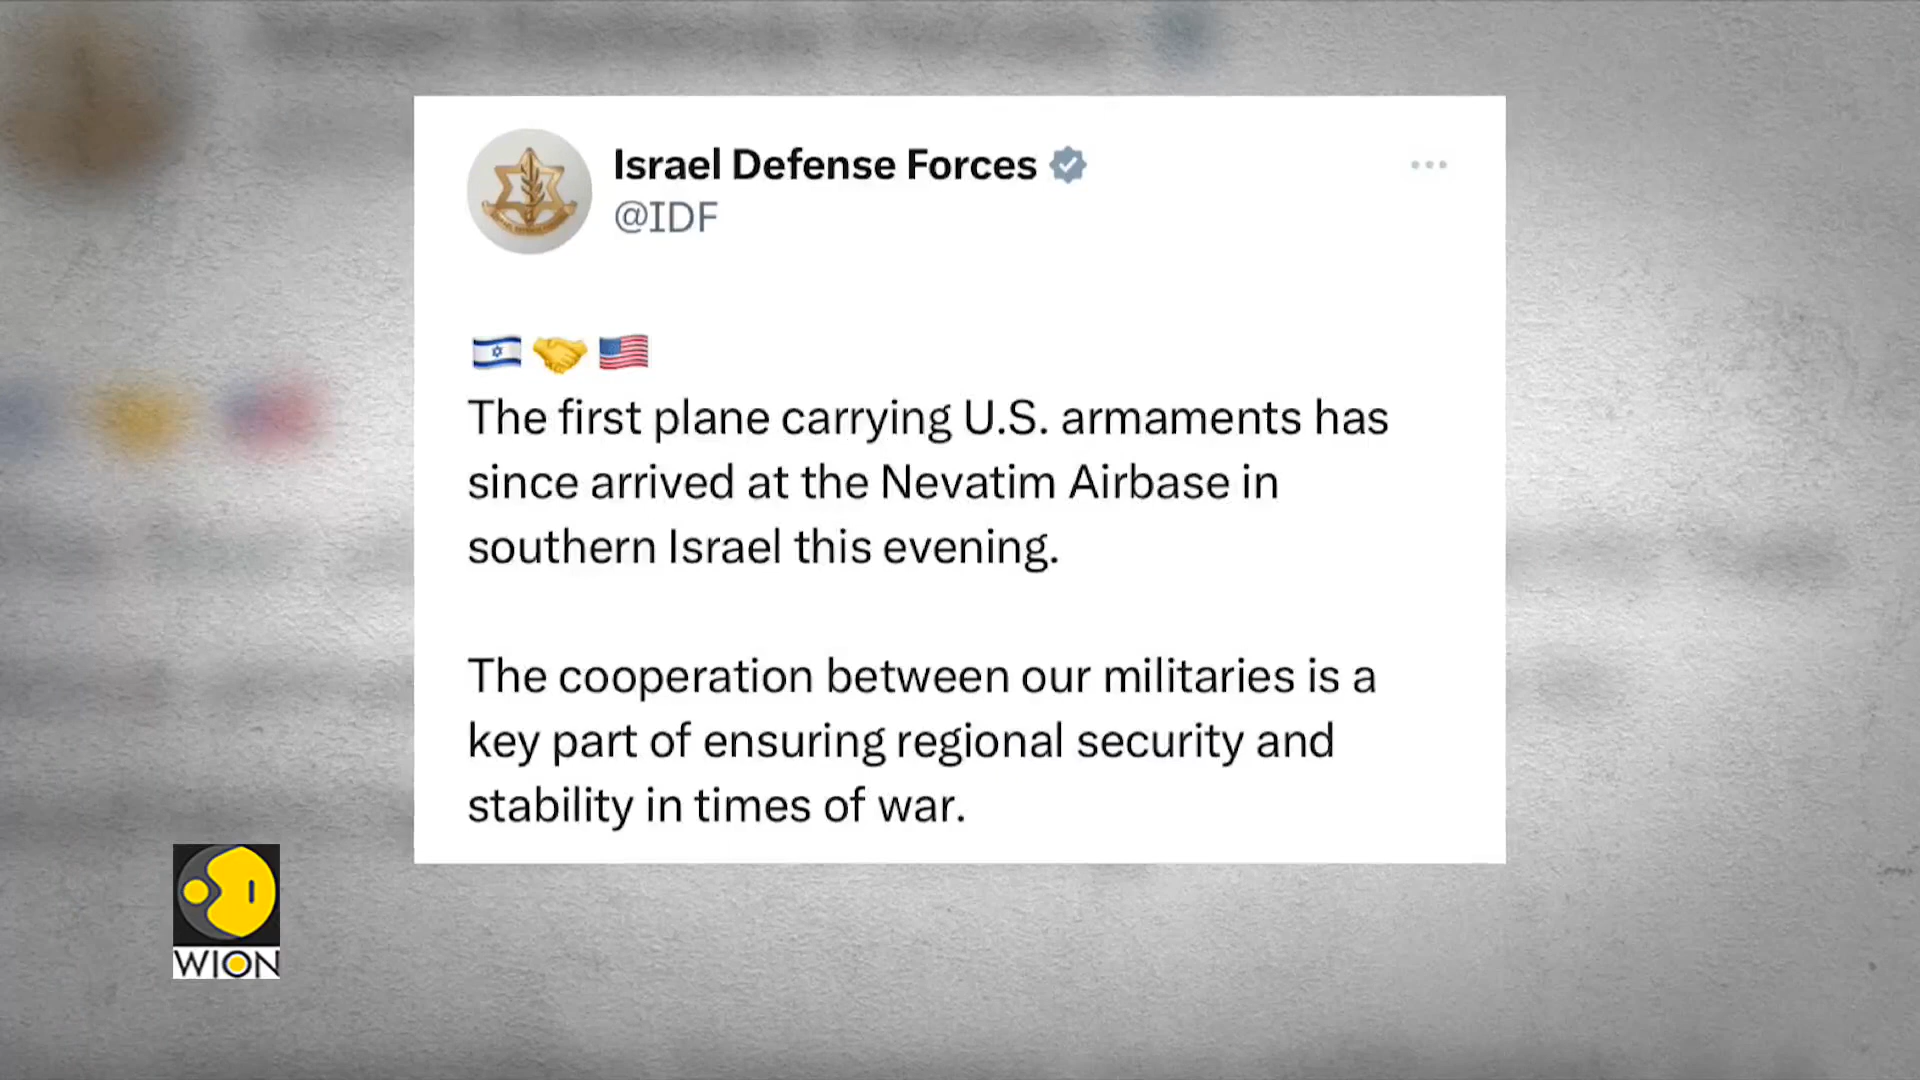 Israel Defense Forces
@IDF
🇮🇱 🤝 🇺🇸
The first plane carrying U.S. armaments has
since arrived at the Nevatim Airbase in
southern Israel this evening.
The cooperation between our militaries is a
key part of ensuring regional security and
stability in times of war.
WION